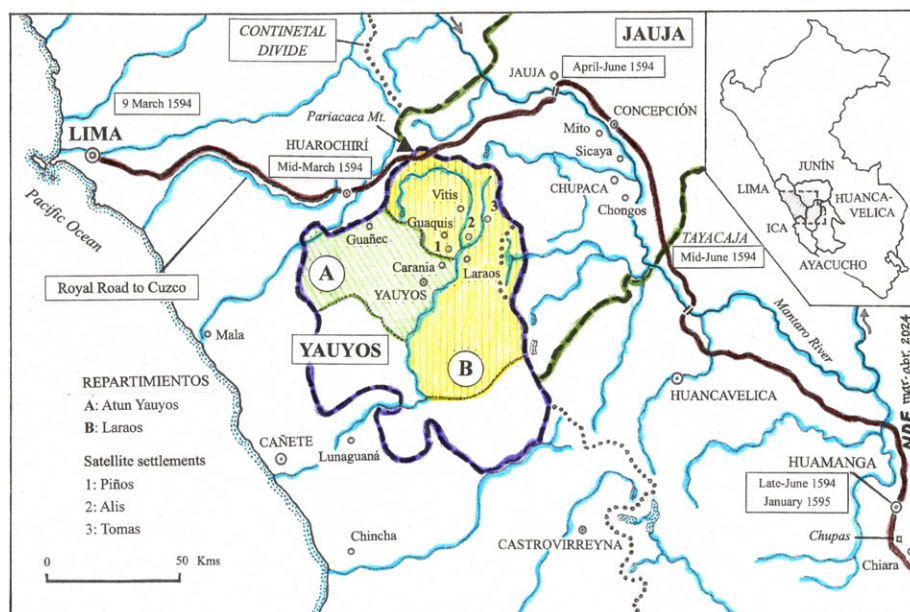 CONTINETAL
DIVIDE
JAUJA
9 March 1594
LIMA
Pacific Ocean
Pariacaca Mt.
HUAROCHIRÍ
Mid-March 1594
JAUJA
April-June 1594
CONCEPCIÓN
Mito
Sicaya
CHUPACA
Chongos
LIMA
JUNÍN
HUANCA-
VELICA
ICA
AYACUCHO
Vitis
Guaquis
Guañec
1
2
3
Carania
Laraos
YAUYOS
A
B
YAUYOS
Royal Road to Cuzco
Mala
TAYACAJA
Mid-June 1594
Mantaro River
HUANCAVELICA
REPARTIMIENTOS
A: Atun Yauyos
B: Laraos
Satellite settlements
1: Piños
2: Alis
3: Tomas
0
50
Kms
CAÑETE
Lunaguaná
Chincha
CASTROVIRREYNA
HUAMANGA
Late-June 1594
January 1595
Chupas
Chiara
NDF mar-abr. 2024